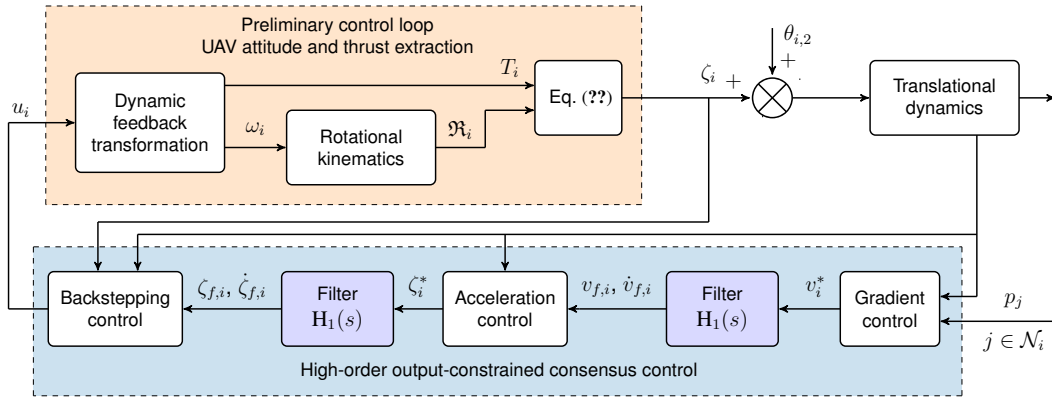 Preliminary control loop
UAV attitude and thrust extraction
θ_{i,2}
u_i
Dynamic
feedback
transformation
T_i
ω_i
Rotational
kinematics
ℜ_i
Eq. (??)
ζ_i
+
+
Translational
dynamics
Backstepping
control
ζ_{f,i}, ζ̇_{f,i}
Filter
H_1(s)
ζ_i^*
Acceleration
control
v_{f,i}, v̇_{f,i}
Filter
H_1(s)
v_i^*
Gradient
control
p_j
j ∈ 𝒩_i
High-order output-constrained consensus control